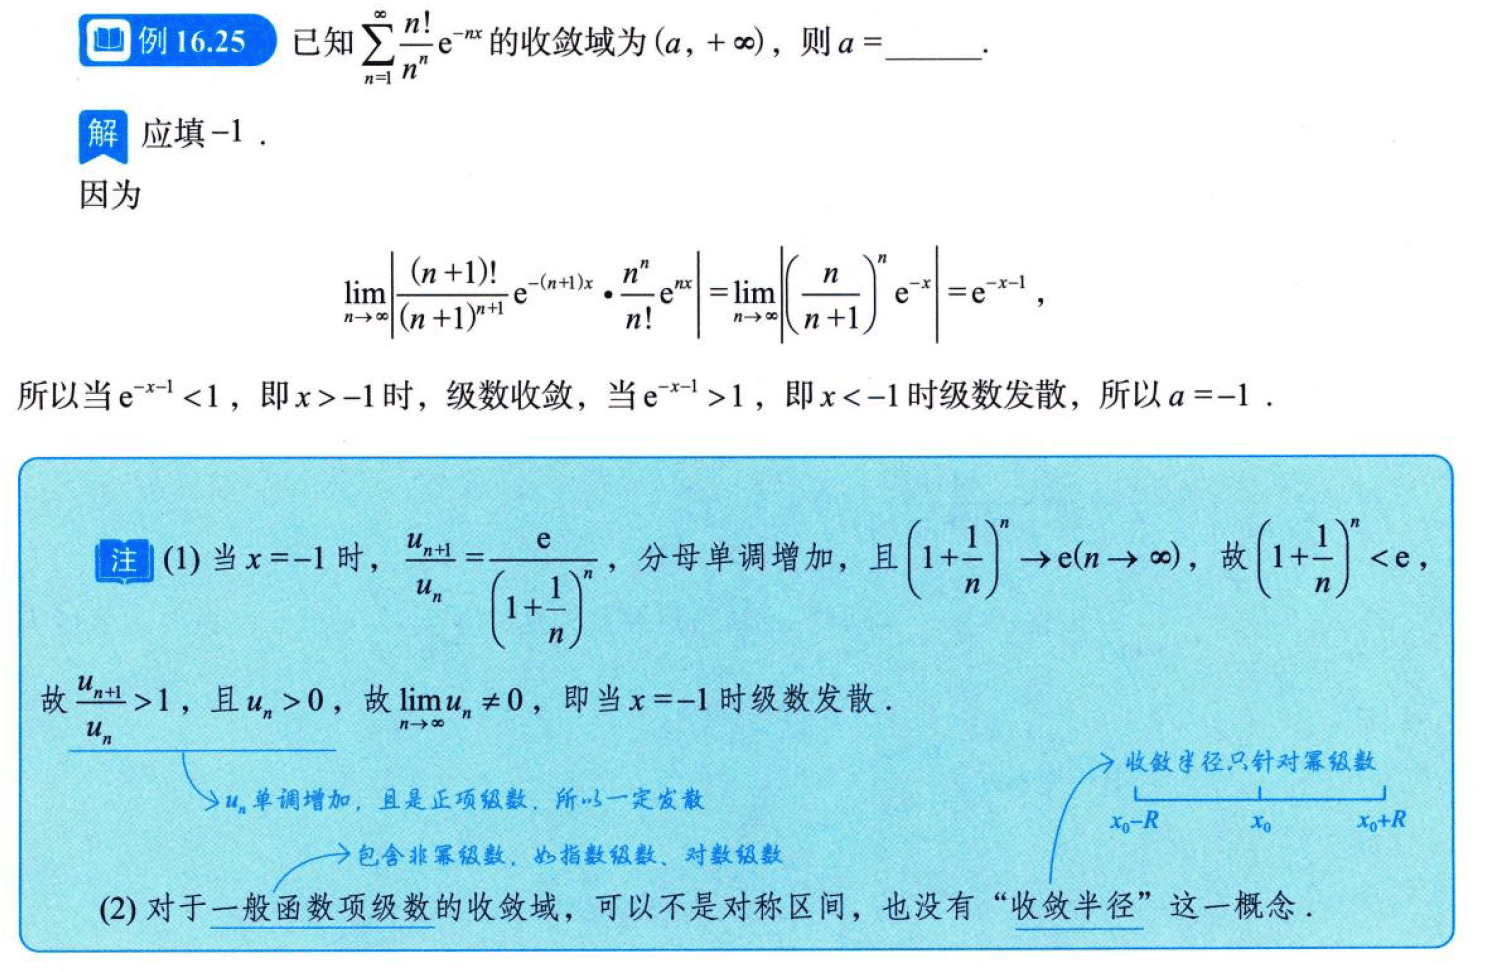 例 16.25 已知 $\sum_{n=1}^{\infty}\frac{n!}{n^n}e^{-nx}$ 的收敛域为 (a, +∞), 则 a = ______.
解 应填 −1 .
因为
$\lim_{n\to\infty}\left|\frac{(n+1)!}{(n+1)^{n+1}}e^{-(n+1)x}\cdot\frac{n^n}{n!}e^{nx}\right|=\lim_{n\to\infty}\left|\left(\frac{n}{n+1}\right)^n e^{-x}\right|=e^{-x-1}$ ,
所以当 $e^{-x-1}<1$ , 即 x > −1 时, 级数收敛, 当 $e^{-x-1}>1$ , 即 x < −1 时级数发散, 所以 a = −1 .
注 (1) 当 x = −1 时, $\frac{u_{n+1}}{u_n}=\frac{e}{\left(1+\frac{1}{n}\right)^n}$ , 分母单调增加, 且 $\left(1+\frac{1}{n}\right)^n\to e(n\to\infty)$, 故 $\left(1+\frac{1}{n}\right)^n<e$ ,
故 $\frac{u_{n+1}}{u_n}>1$ , 且 $u_n>0$ , 故 $\lim_{n\to\infty}u_n\neq 0$ , 即当 x = −1 时级数发散 .
收敛半径只针对幂级数
$u_n$ 单调增加, 且是正项级数. 所以一定发散
$x_0-R$ $x_0$ $x_0+R$
包含非幂级数. 如指数级数、对数级数
(2) 对于一般函数项级数的收敛域, 可以不是对称区间, 也没有“收敛半径”这一概念 .